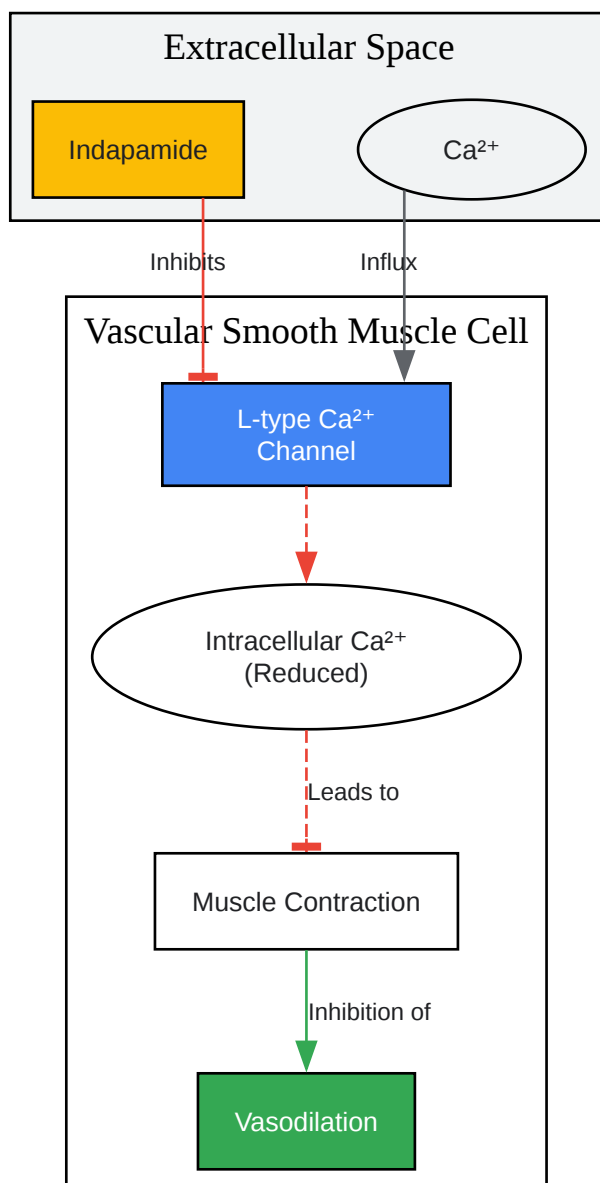 Extracellular Space
Indapamide
Ca²⁺
Inhibits
Influx
Vascular Smooth Muscle Cell
L-type Ca²⁺
Channel
Intracellular Ca²⁺
(Reduced)
Leads to
Muscle Contraction
Inhibition of
Vasodilation